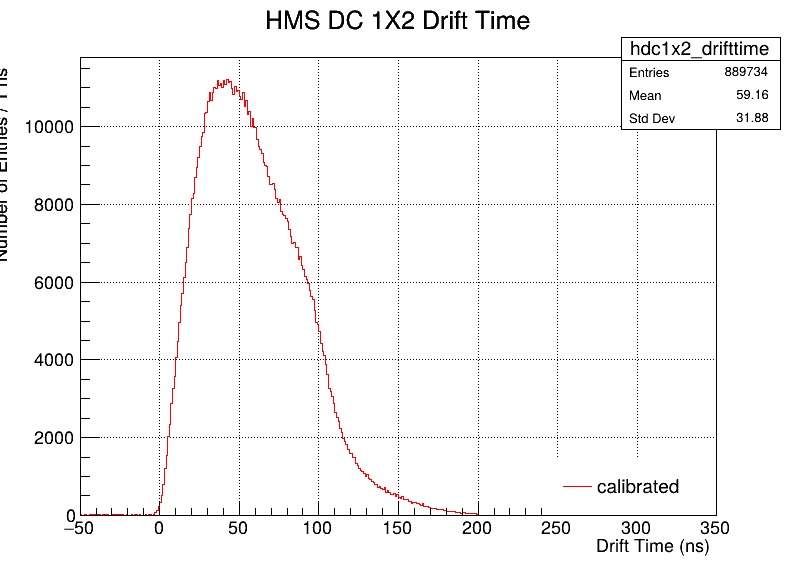 HMS DC 1X2 Drift Time
hdc1x2_drifttime
Entries 889734
Mean 59.16
Std Dev 31.88
Number of Entries / 1 ns
10000
8000
6000
4000
2000
0
−50 0 50 100 150 200 250 300 350
calibrated
Drift Time (ns)